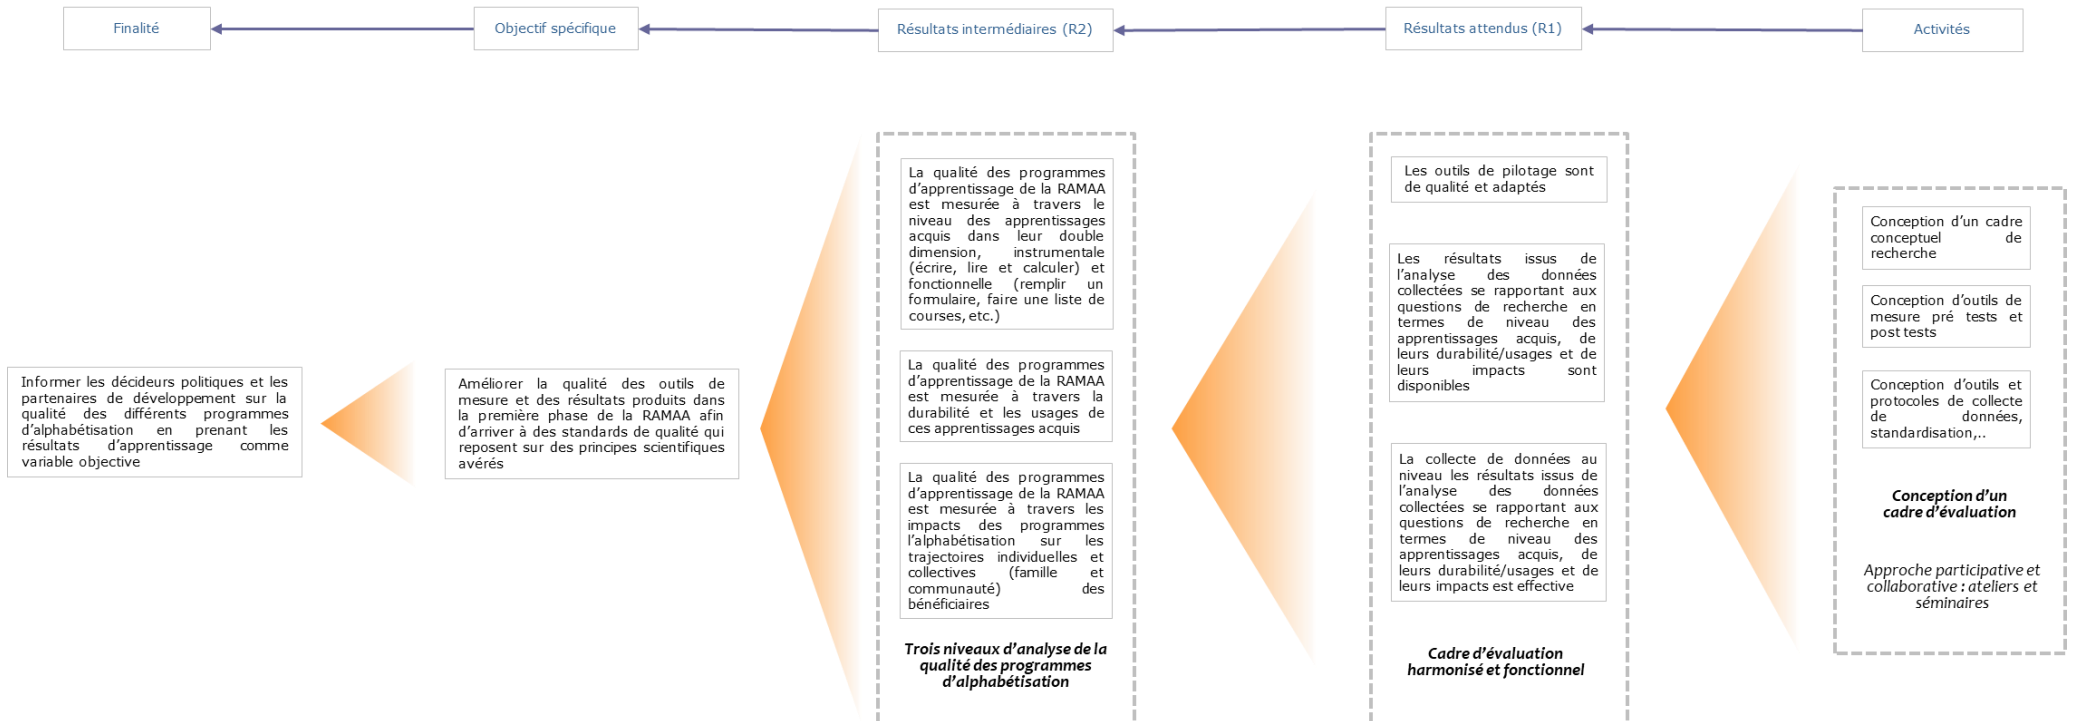 Finalité
Objectif spécifique
Résultats intermédiaires (R2)
Résultats attendus (R1)
Activités
Informer les décideurs politiques et les
partenaires de développement sur la
qualité des différents programmes
d'alphabétisation en prenant les
résultats d'apprentissage comme
variable objective
Améliorer la qualité des outils de
mesure et des résultats produits dans
la première phase de la RAMAA afin
d'arriver à des standards de qualité qui
reposent sur des principes scientifiques
avérés
La qualité des programmes
d'apprentissage de la RAMAA
est mesurée à travers le
niveau des apprentissages
acquis dans leur double
dimension, instrumentale
(écrire, lire et calculer) et
fonctionnelle (remplir un
formulaire, faire une liste de
courses, etc.)
La qualité des programmes
d'apprentissage de la RAMAA
est mesurée à travers la
durabilité et les usages de
ces apprentissages acquis
La qualité des programmes
d'apprentissage de la RAMAA
est mesurée à travers les
impacts des programmes
l'alphabétisation sur les
trajectoires individuelles et
collectives (famille et
communauté) des
bénéficiaires
Trois niveaux d'analyse de la
qualité des programmes
d'alphabétisation
Les outils de pilotage sont
de qualité et adaptés
Les résultats issus de
l'analyse des données
collectées se rapportant aux
questions de recherche en
termes de niveau des
apprentissages acquis, de
leurs durabilité/usages et de
leurs impacts sont
disponibles
La collecte de données au
niveau les résultats issus de
l'analyse des données
collectées se rapportant aux
questions de recherche en
termes de niveau des
apprentissages acquis, de
leurs durabilité/usages et de
leurs impacts est effective
Cadre d'évaluation
harmonisé et fonctionnel
Conception d'un cadre
conceptuel de
recherche
Conception d'outils de
mesure pré tests et
post tests
Conception d'outils et
protocoles de collecte
de données,
standardisation,..
Conception d'un
cadre d'évaluation
Approche participative et
collaborative : ateliers et
séminaires